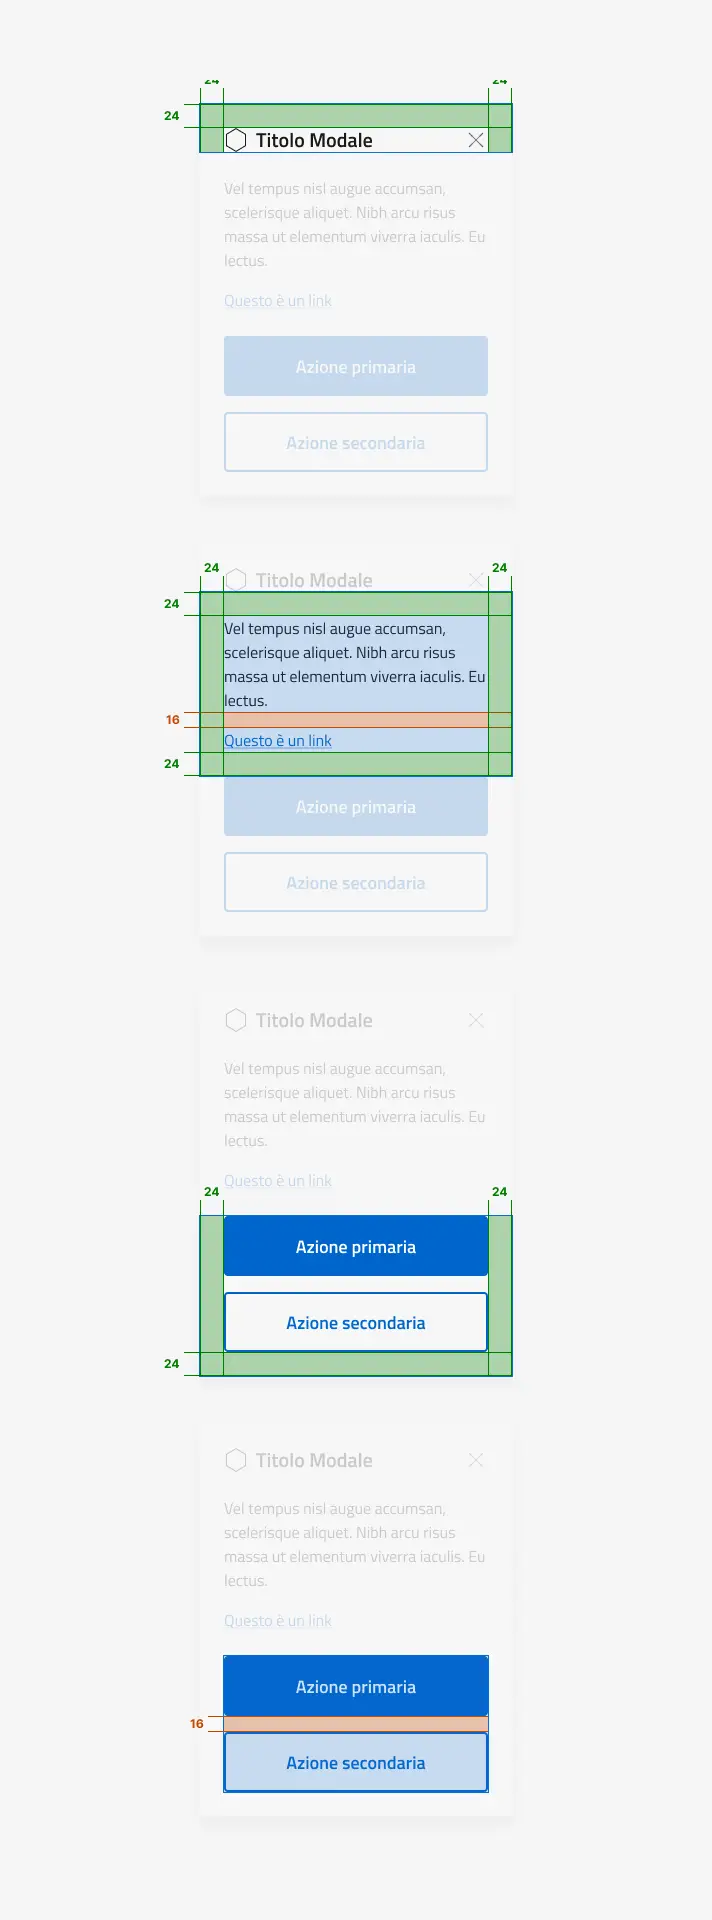 24 24
24
Titolo Modale
Vel tempus nisl augue accumsan,
scelerisque aliquet. Nibh arcu risus
massa ut elementum viverra iaculis. Eu
lectus.
Questo è un link
Azione primaria
Azione secondaria
24 24
Titolo Modale
24
Vel tempus nisl augue accumsan,
scelerisque aliquet. Nibh arcu risus
massa ut elementum viverra iaculis. Eu
lectus.
16
Questo è un link
24
Azione primaria
Azione secondaria
Titolo Modale
Vel tempus nisl augue accumsan,
scelerisque aliquet. Nibh arcu risus
massa ut elementum viverra iaculis. Eu
lectus.
Questo è un link
24 24
Azione primaria
Azione secondaria
24
Titolo Modale
Vel tempus nisl augue accumsan,
scelerisque aliquet. Nibh arcu risus
massa ut elementum viverra iaculis. Eu
lectus.
Questo è un link
Azione primaria
16
Azione secondaria